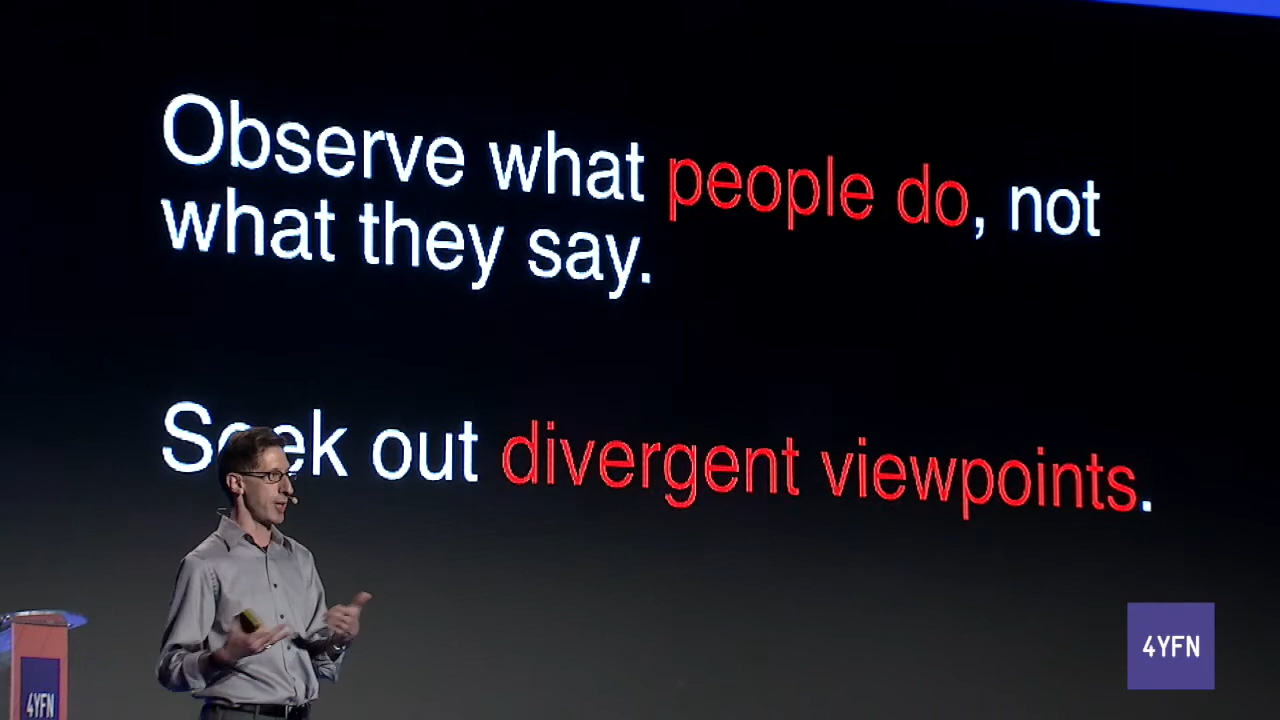 Observe what people do, not
what they say.
Seek out divergent viewpoints.
4YFN
4YFN